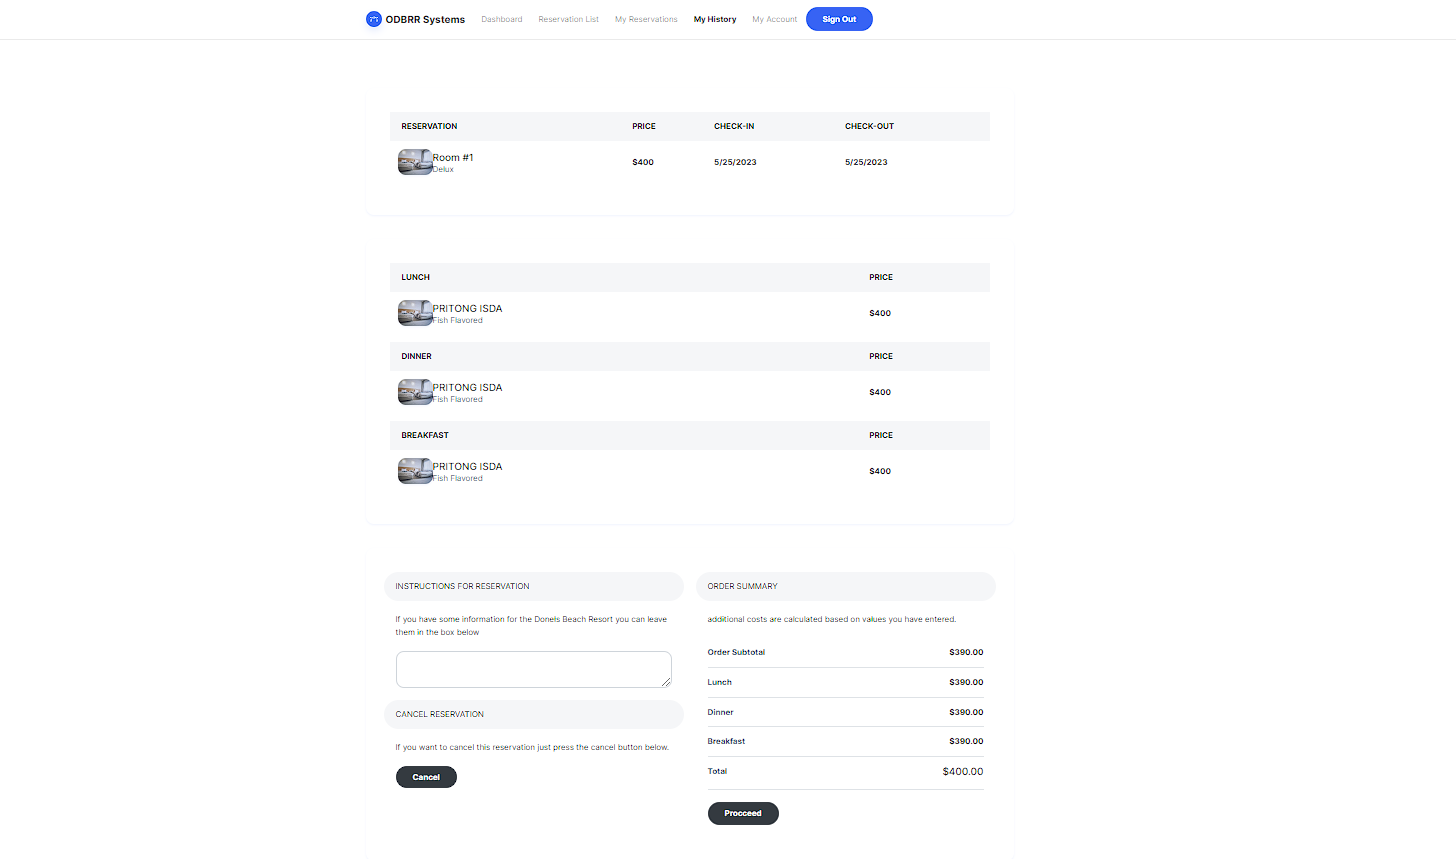 ODBRR Systems Dashboard Reservation List My Reservations My History My Account Sign Out
RESERVATION PRICE CHECK-IN CHECK-OUT
Room #1 $400 5/25/2023 5/25/2023
Delux
LUNCH PRICE
PRITONG ISDA $400
Fish Flavored
DINNER PRICE
PRITONG ISDA $400
Fish Flavored
BREAKFAST PRICE
PRITONG ISDA $400
Fish Flavored
INSTRUCTIONS FOR RESERVATION
If you have some information for the Donels Beach Resort you can leave
them in the box below
CANCEL RESERVATION
If you want to cancel this reservation just press the cancel button below.
Cancel
ORDER SUMMARY
additional costs are calculated based on values you have entered.
Order Subtotal $390.00
Lunch $390.00
Dinner $390.00
Breakfast $390.00
Total $400.00
Procceed